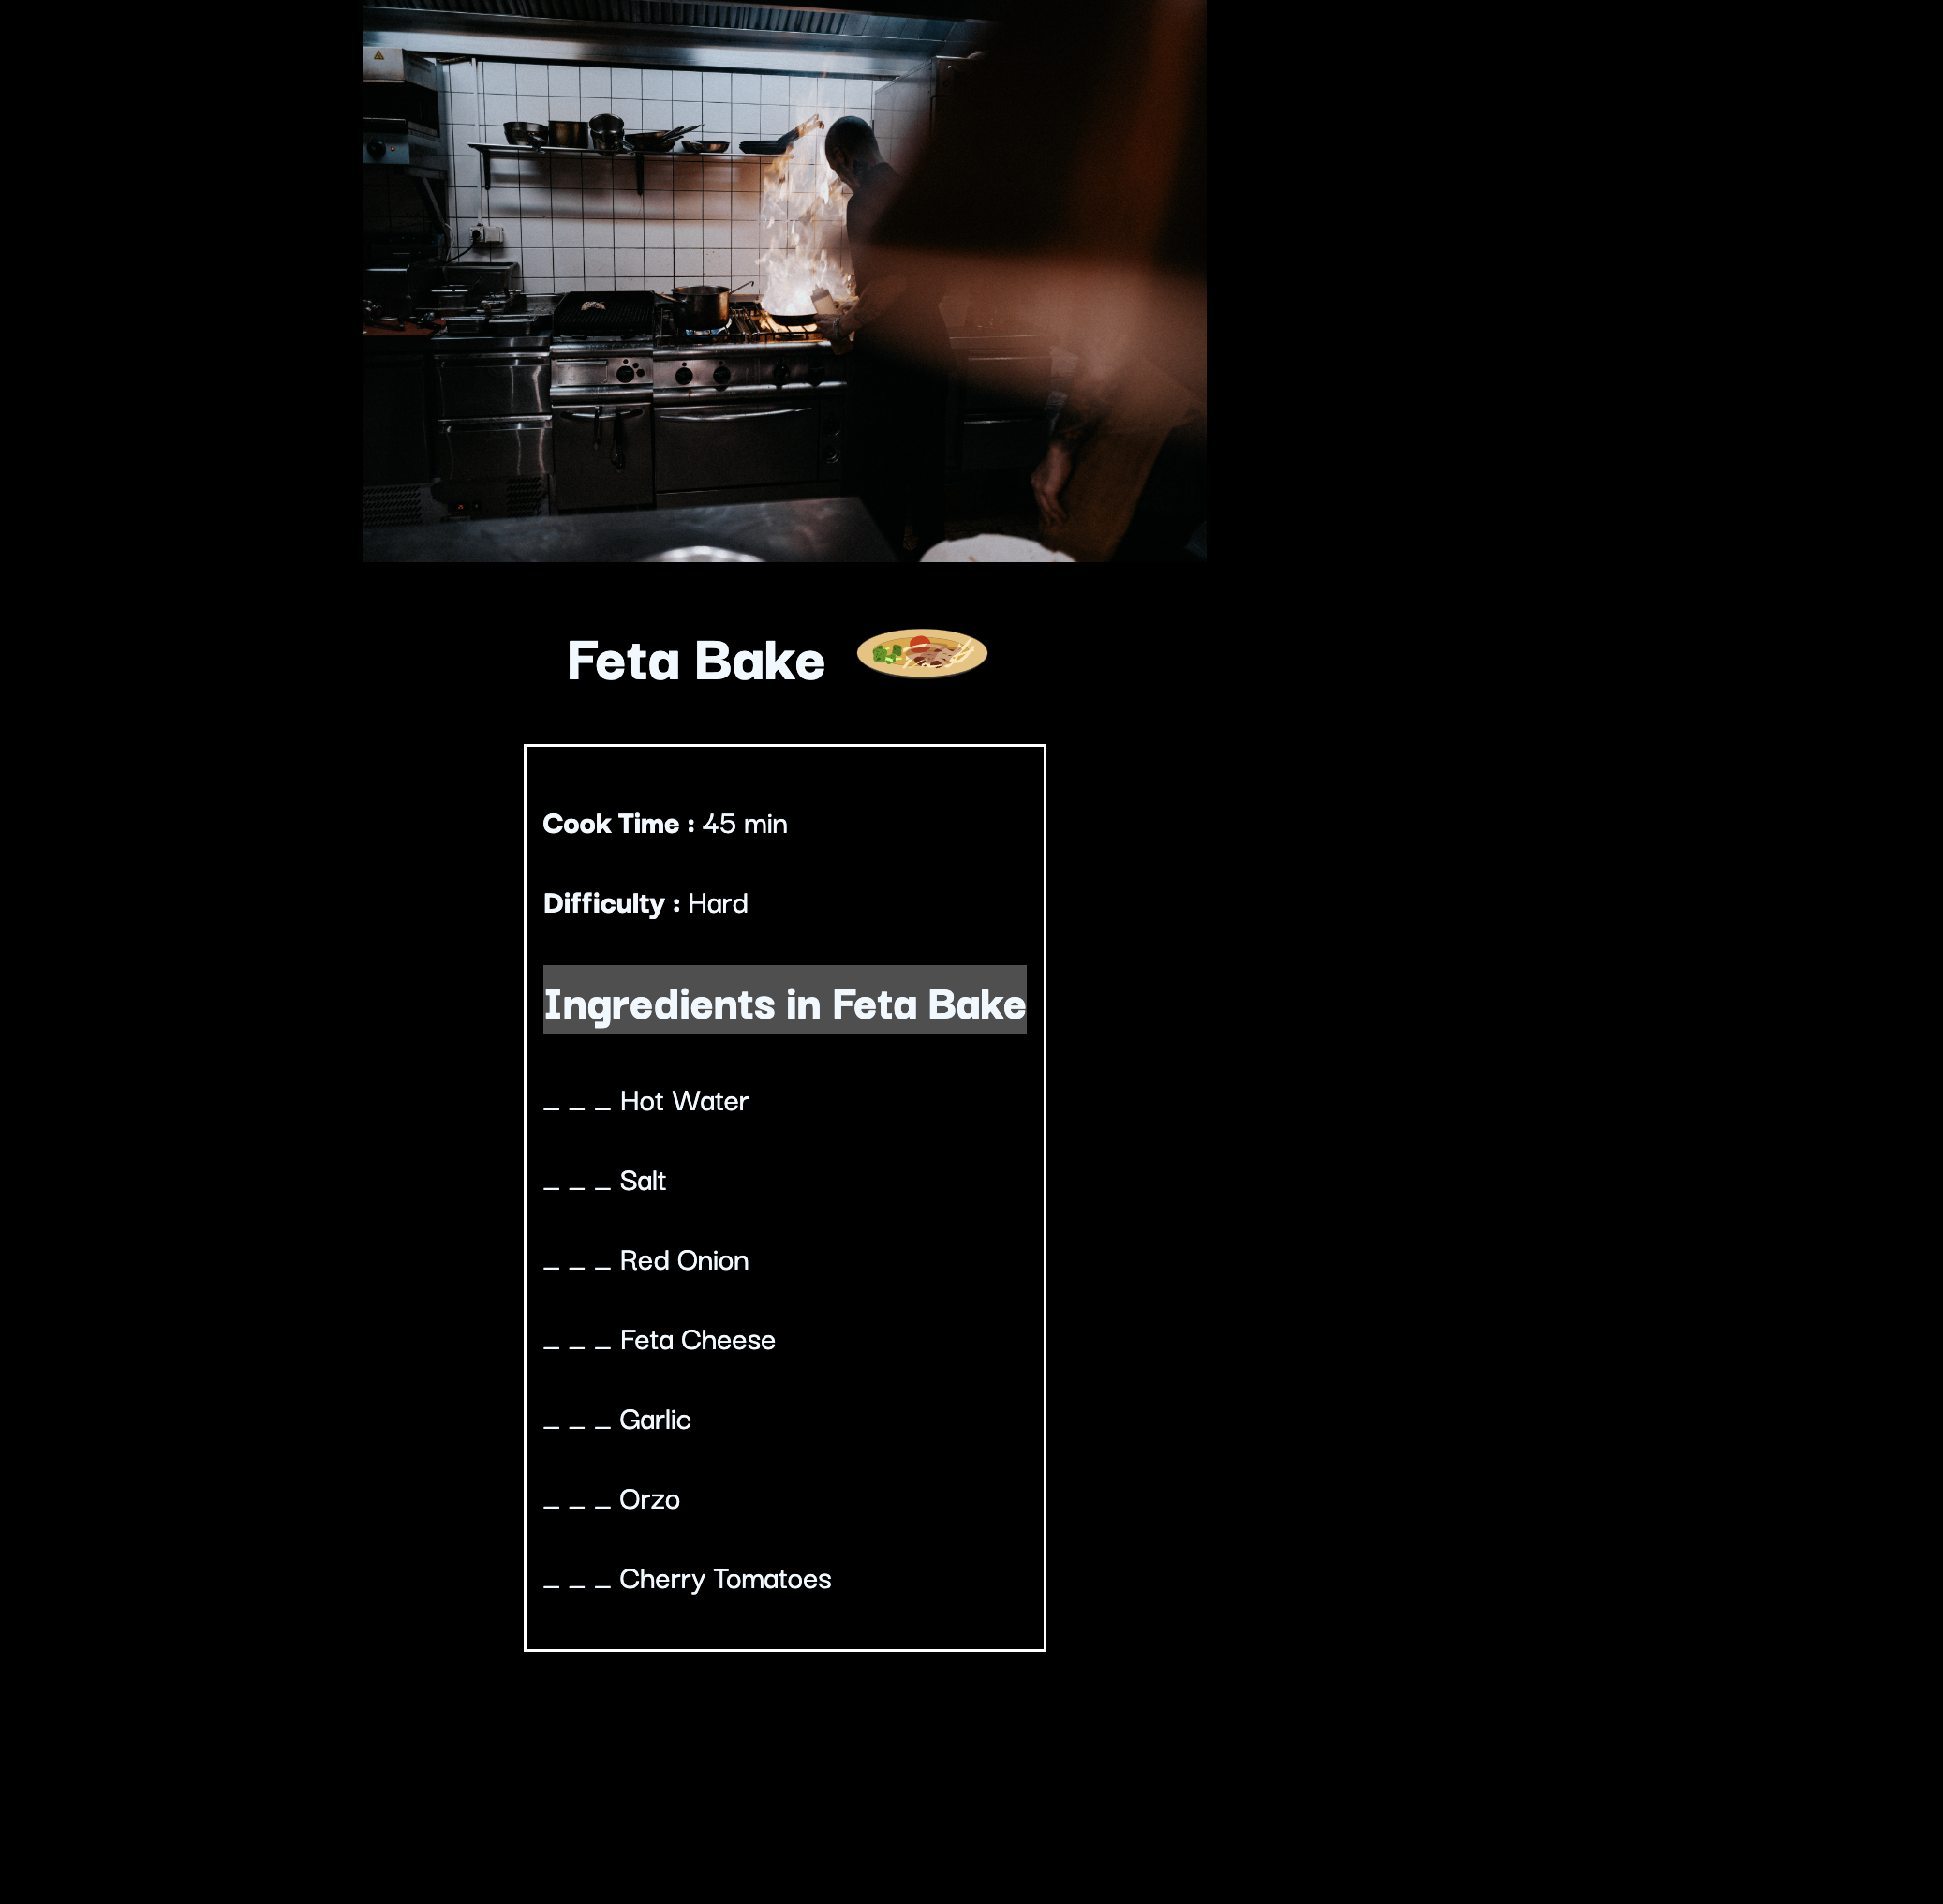 Feta Bake
Cook Time : 45 min
Difficulty : Hard
Ingredients in Feta Bake
_ _ _ Hot Water
_ _ _ Salt
_ _ _ Red Onion
_ _ _ Feta Cheese
_ _ _ Garlic
_ _ _ Orzo
_ _ _ Cherry Tomatoes